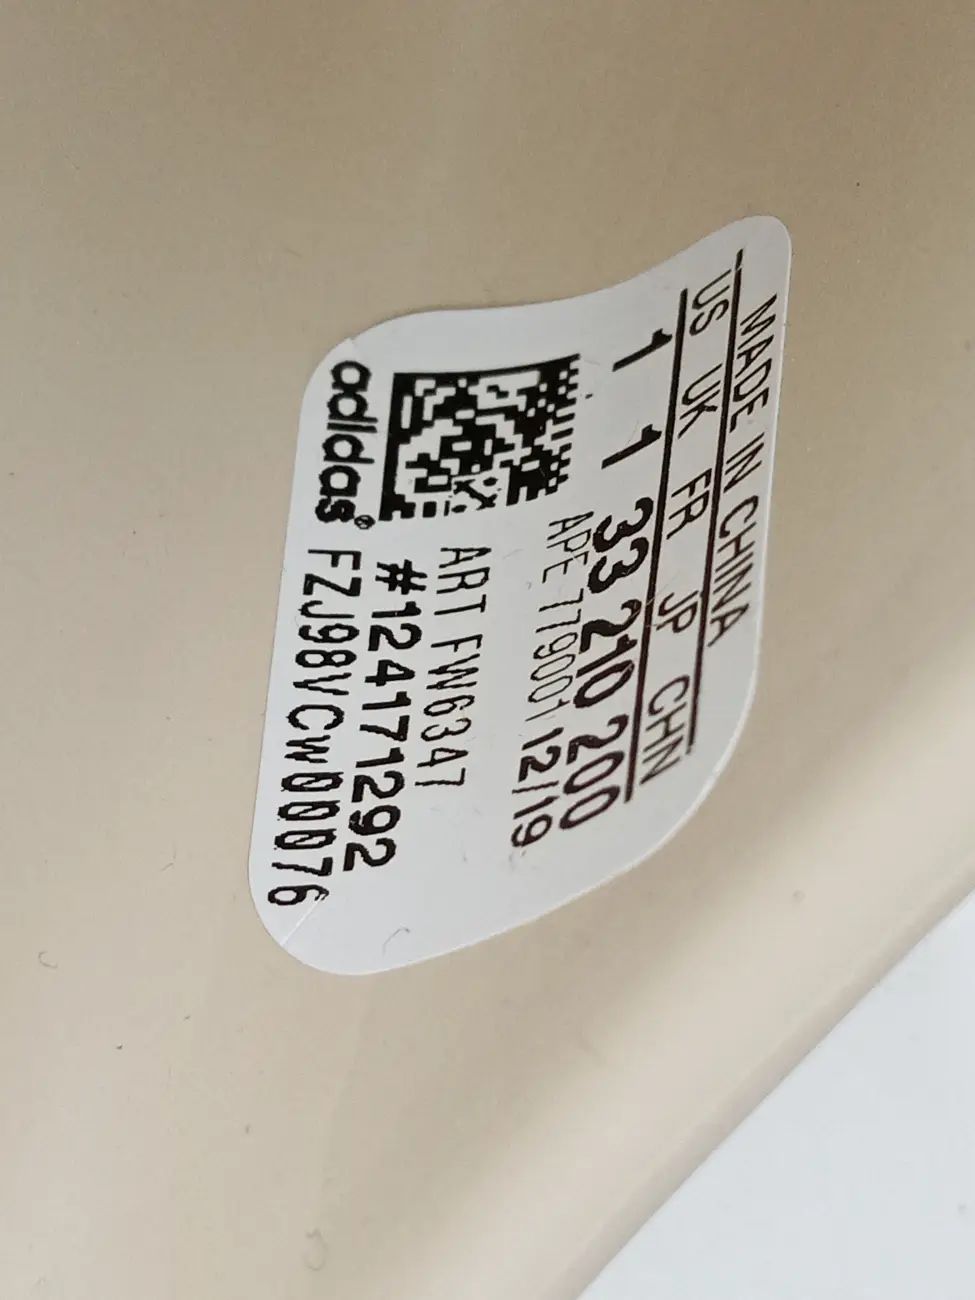 MADE IN CHINA
US UK FR JP CHN
1 1 33 210 200
APE 779001 12/19
ART FW6347
#124171292
adidas® FZJ98VCW00076